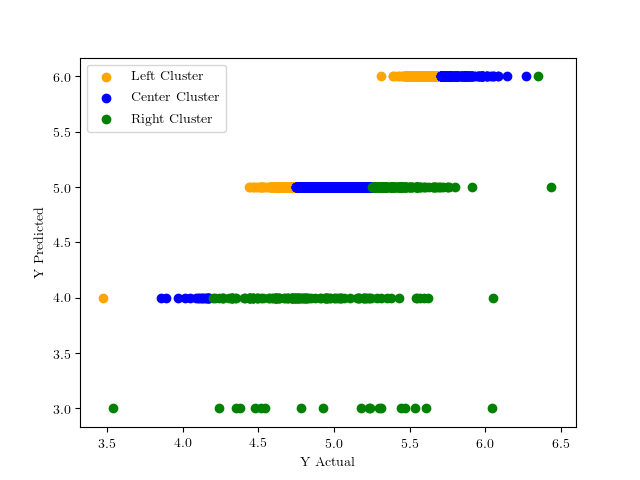 Left Cluster
Center Cluster
Right Cluster
6.0
5.5
5.0
4.5
4.0
3.5
3.0
Y Predicted
3.5 4.0 4.5 5.0 5.5 6.0 6.5
Y Actual